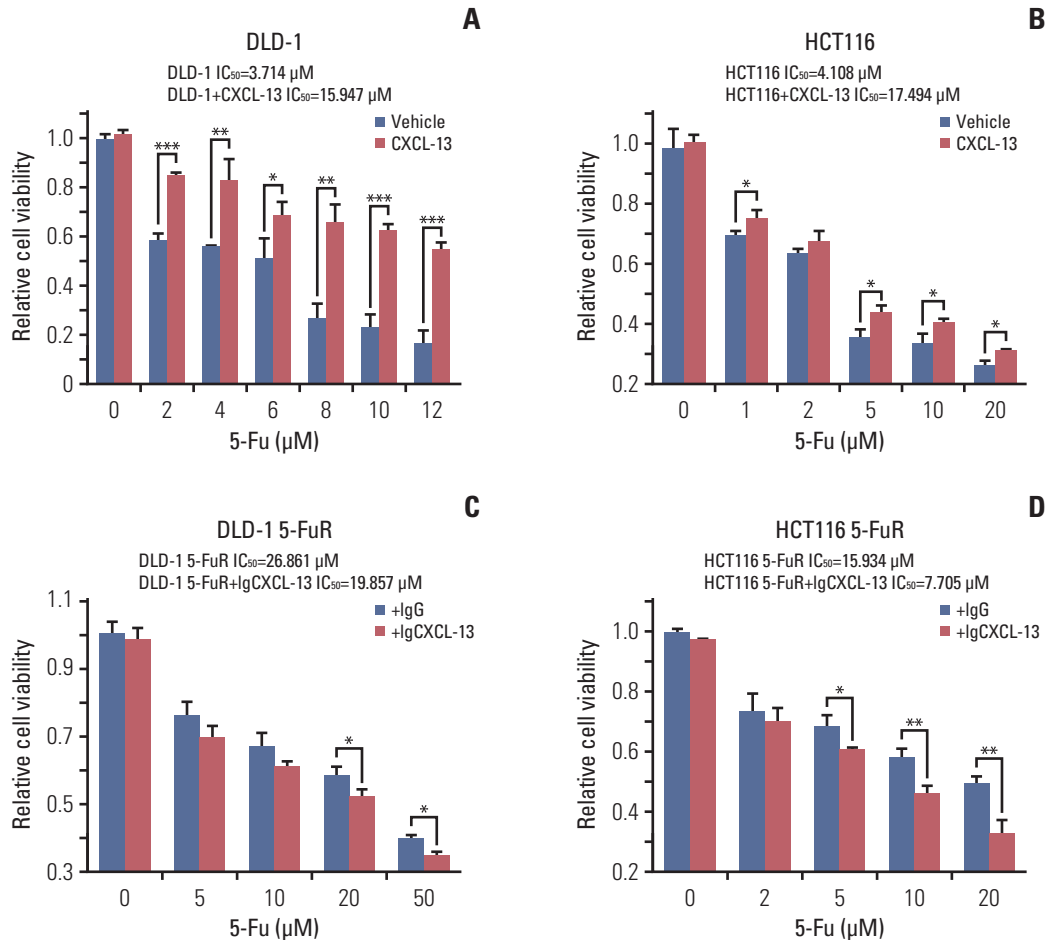 A
DLD-1
DLD-1 IC₅₀=3.714 µM
DLD-1+CXCL-13 IC₅₀=15.947 µM
Vehicle
CXCL-13
Relative cell viability
1.0
0.8
0.6
0.4
0.2
0
***
**
*
**
***
***
0 2 4 6 8 10 12
5-Fu (µM)
B
HCT116
HCT116 IC₅₀=4.108 µM
HCT116+CXCL-13 IC₅₀=17.494 µM
Vehicle
CXCL-13
Relative cell viability
1.0
0.8
0.6
0.4
0.2
*
*
*
*
0 1 2 5 10 20
5-Fu (µM)
C
DLD-1 5-FuR
DLD-1 5-FuR IC₅₀=26.861 µM
DLD-1 5-FuR+IgCXCL-13 IC₅₀=19.857 µM
+IgG
+IgCXCL-13
Relative cell viability
1.1
0.9
0.7
0.5
0.3
*
*
0 5 10 20 50
5-Fu (µM)
D
HCT116 5-FuR
HCT116 5-FuR IC₅₀=15.934 µM
HCT116 5-FuR+IgCXCL-13 IC₅₀=7.705 µM
+IgG
+IgCXCL-13
Relative cell viability
1.0
0.8
0.6
0.4
0.2
*
**
**
0 2 5 10 20
5-Fu (µM)